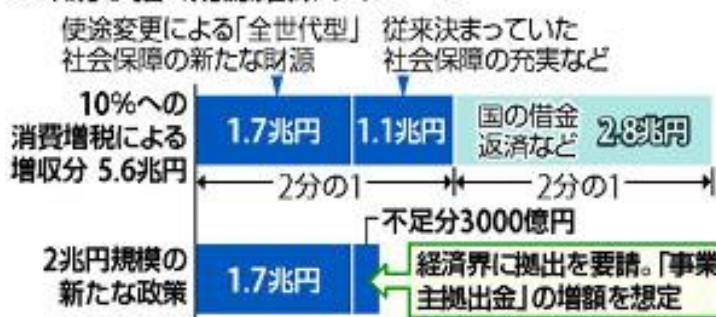 使途変更による「全世代型」
社会保障の新たな財源
従来決まっていた
社会保障の充実など
10%への
消費増税による
増収分 5.6兆円
1.7兆円
1.1兆円
国の借金
返済など
2.8兆円
2分の1
2分の1
不足分3000億円
2兆円規模の
新たな政策
1.7兆円
経済界に拠出を要請。「事業
主拠出金」の増額を想定